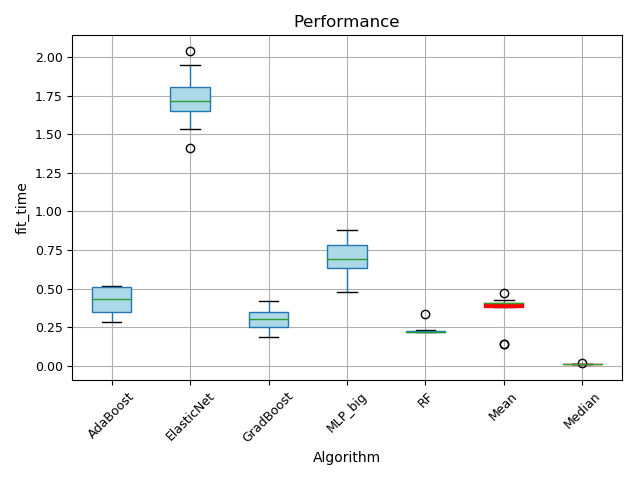 Performance
fit_time
2.00
1.75
1.50
1.25
1.00
0.75
0.50
0.25
0.00
AdaBoost
ElasticNet
GradBoost
MLP_big
RF
Mean
Median
Algorithm